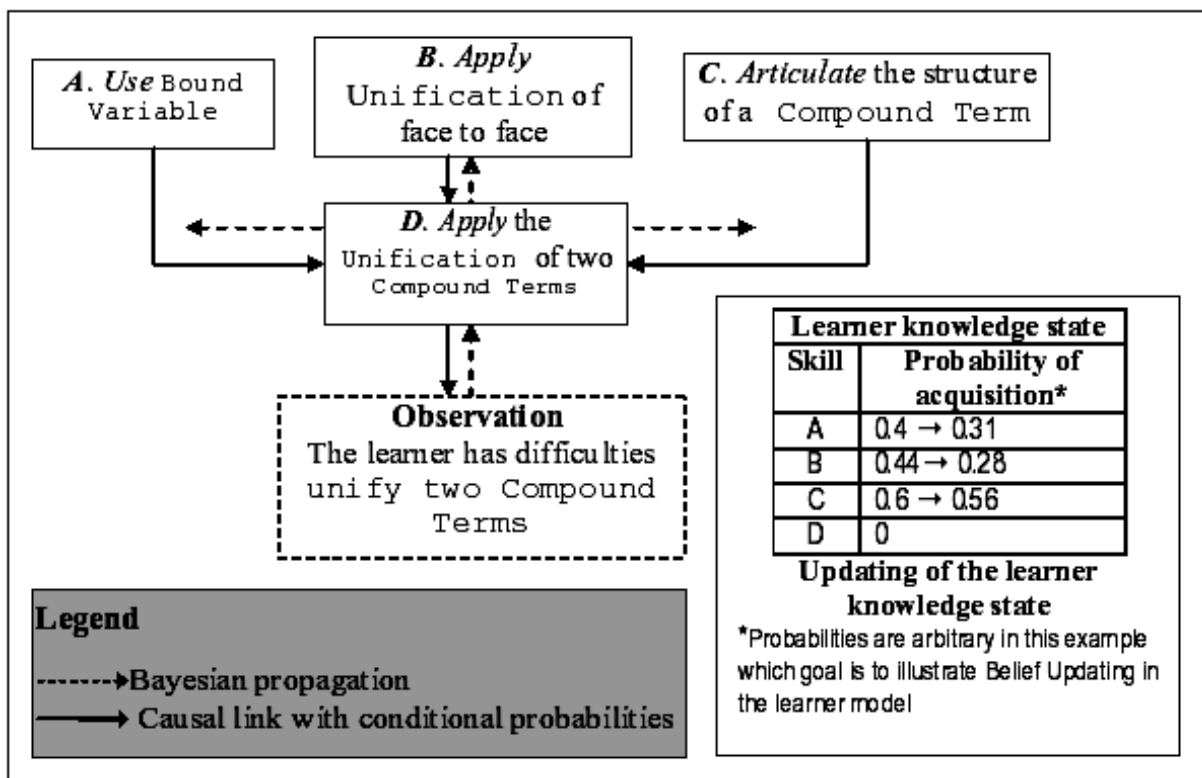 A. Use Bound
Variable
B. Apply
Unification of
face to face
C. Articulate the structure
of a Compound Term
D. Apply the
Unification of two
Compound Terms
Observation
The learner has difficulties
unify two Compound
Terms
Learner knowledge state
Skill Probability of
acquisition*
A 0.4 → 0.31
B 0.44 → 0.28
C 0.6 → 0.56
D 0
Updating of the learner
knowledge state
*Probabilities are arbitrary in this example
which goal is to illustrate Belief Updating in
the learner model
Legend
Bayesian propagation
Causal link with conditional probabilities